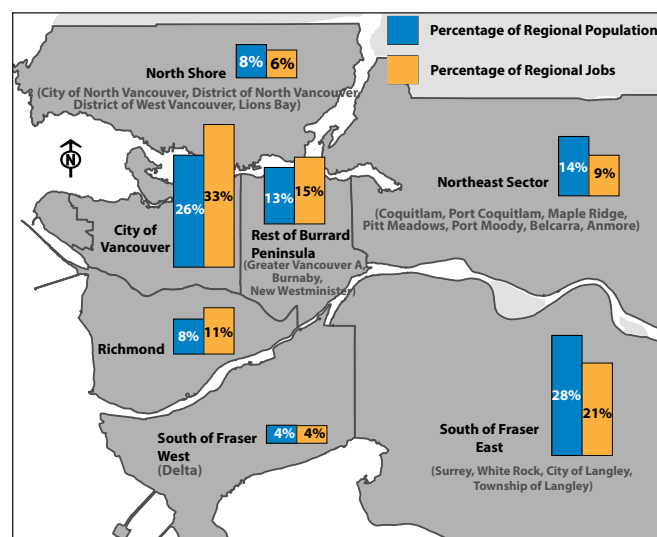 Percentage of Regional Population
Percentage of Regional Jobs
8% 6%
North Shore
(City of North Vancouver, District of North Vancouver,
District of West Vancouver, Lions Bay)
N
26% 33%
City of
Vancouver
13% 15%
Rest of Burrard
Peninsula
(Greater Vancouver A,
Burnaby,
New Westminister)
14% 9%
Northeast Sector
(Coquitlam, Port Coquitlam, Maple Ridge,
Pitt Meadows, Port Moody, Belcarra, Anmore)
8% 11%
Richmond
4% 4%
South of Fraser
West
(Delta)
28% 21%
South of Fraser
East
(Surrey, White Rock, City of Langley,
Township of Langley)